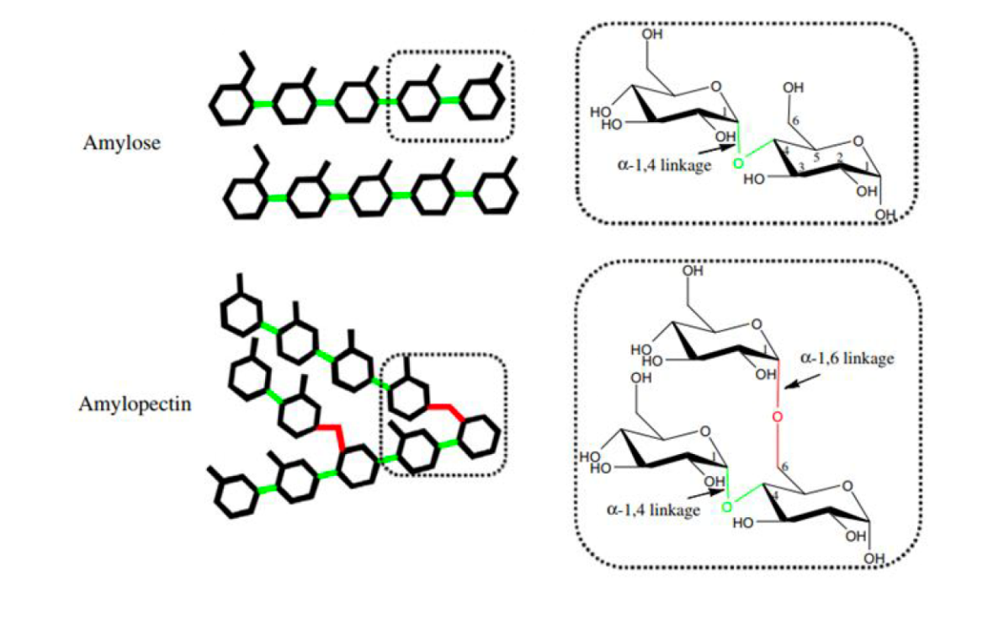 Amylose
OH
O
HO
HO
1
OH
α-1,4 linkage
O
OH
6
4
5
O
HO
3
2
1
OH
OH
Amylopectin
OH
O
HO
HO
1
OH
α-1,6 linkage
O
OH
O
HO
HO
1
OH
α-1,4 linkage
O
6
4
O
HO
OH
OH